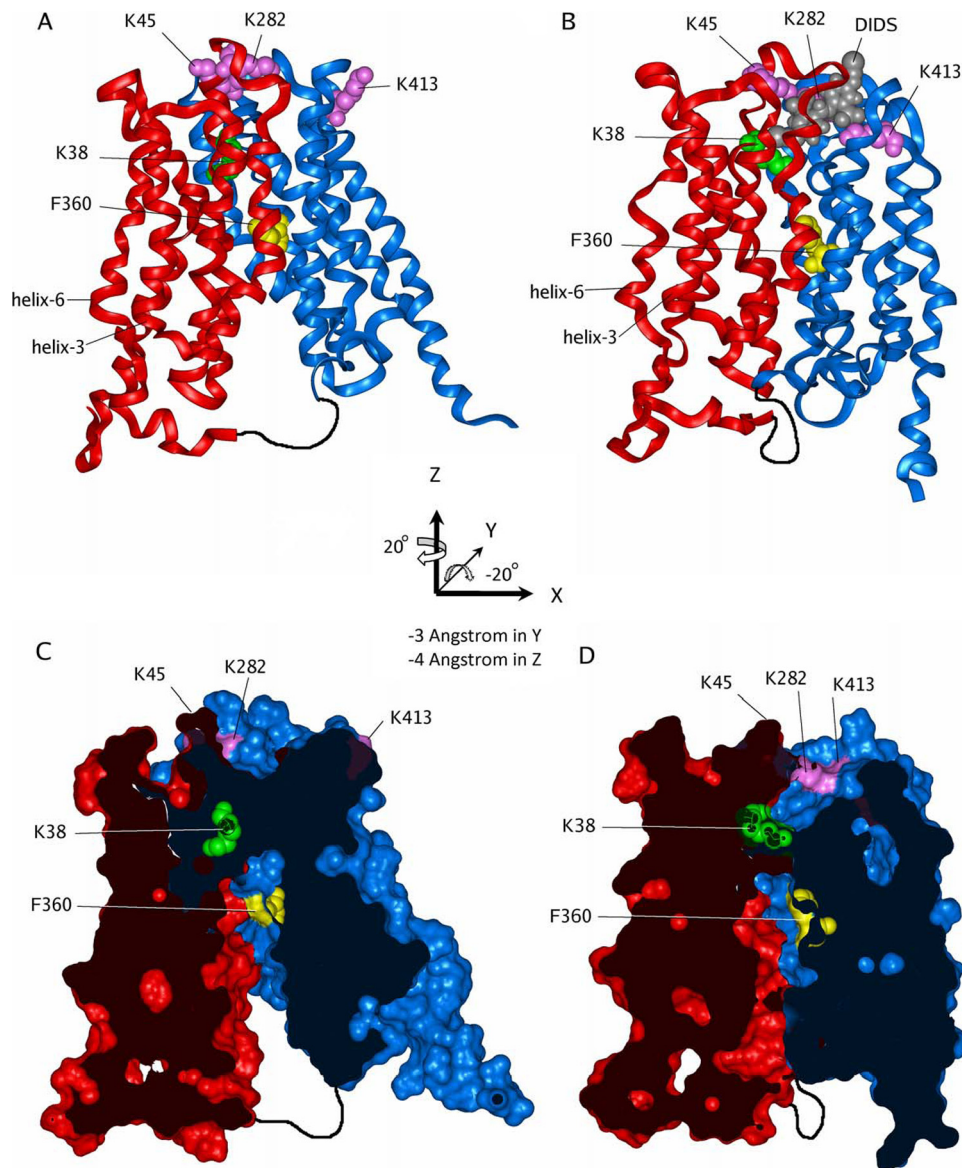 A
K45
K282
K413
K38
F360
helix-6
helix-3
B
K45
K282
DIDS
K413
K38
F360
helix-6
helix-3
Z
Y
X
20°
-20°
-3 Angstrom in Y
-4 Angstrom in Z
C
K45
K282
K413
K38
F360
D
K45
K282
K413
K38
F360